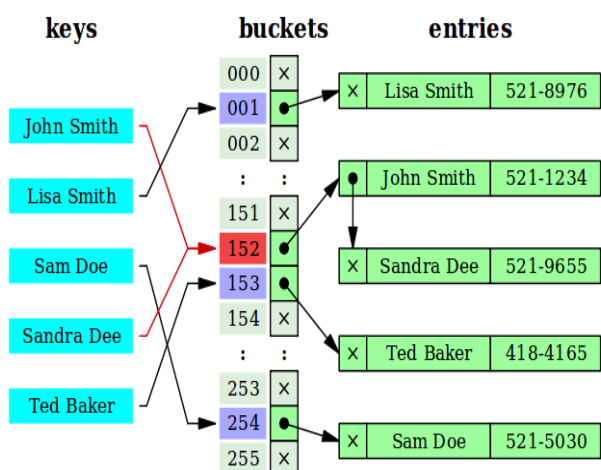 keys
buckets
entries
John Smith
Lisa Smith
Sam Doe
Sandra Dee
Ted Baker
000 ×
001
002 ×
: :
151 ×
152
153
154 ×
: :
253 ×
254
255 ×
× Lisa Smith 521-8976
John Smith 521-1234
× Sandra Dee 521-9655
× Ted Baker 418-4165
× Sam Doe 521-5030